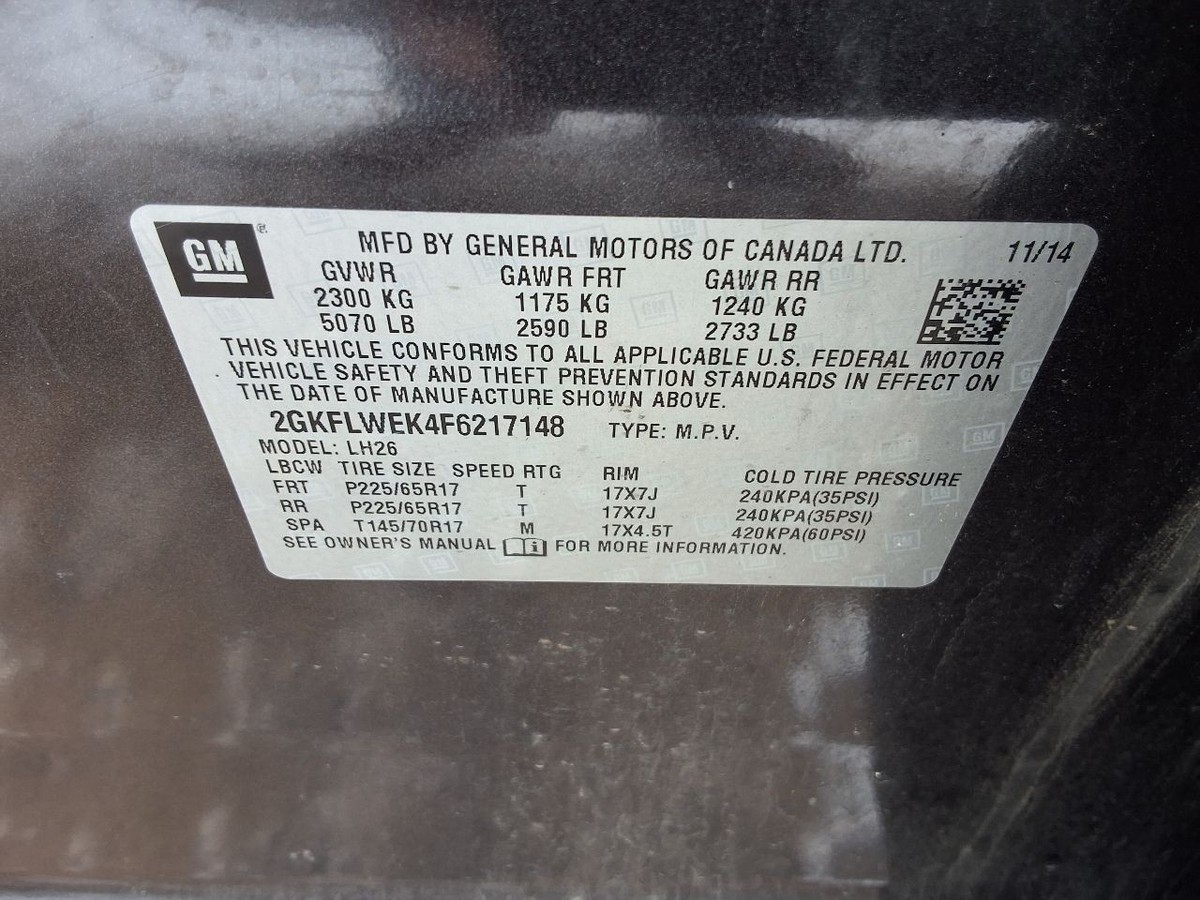 GM ®
MFD BY GENERAL MOTORS OF CANADA LTD. 11/14
GVWR GAWR FRT GAWR RR
2300 KG 1175 KG 1240 KG
5070 LB 2590 LB 2733 LB
THIS VEHICLE CONFORMS TO ALL APPLICABLE U.S. FEDERAL MOTOR
VEHICLE SAFETY AND THEFT PREVENTION STANDARDS IN EFFECT ON
THE DATE OF MANUFACTURE SHOWN ABOVE.
2GKFLWEK4F6217148 TYPE: M.P.V.
MODEL: LH26
LBCW TIRE SIZE SPEED RTG RIM COLD TIRE PRESSURE
FRT P225/65R17 T 17X7J 240KPA(35PSI)
RR P225/65R17 T 17X7J 240KPA(35PSI)
SPA T145/70R17 M 17X4.5T 420KPA(60PSI)
SEE OWNER'S MANUAL i FOR MORE INFORMATION.